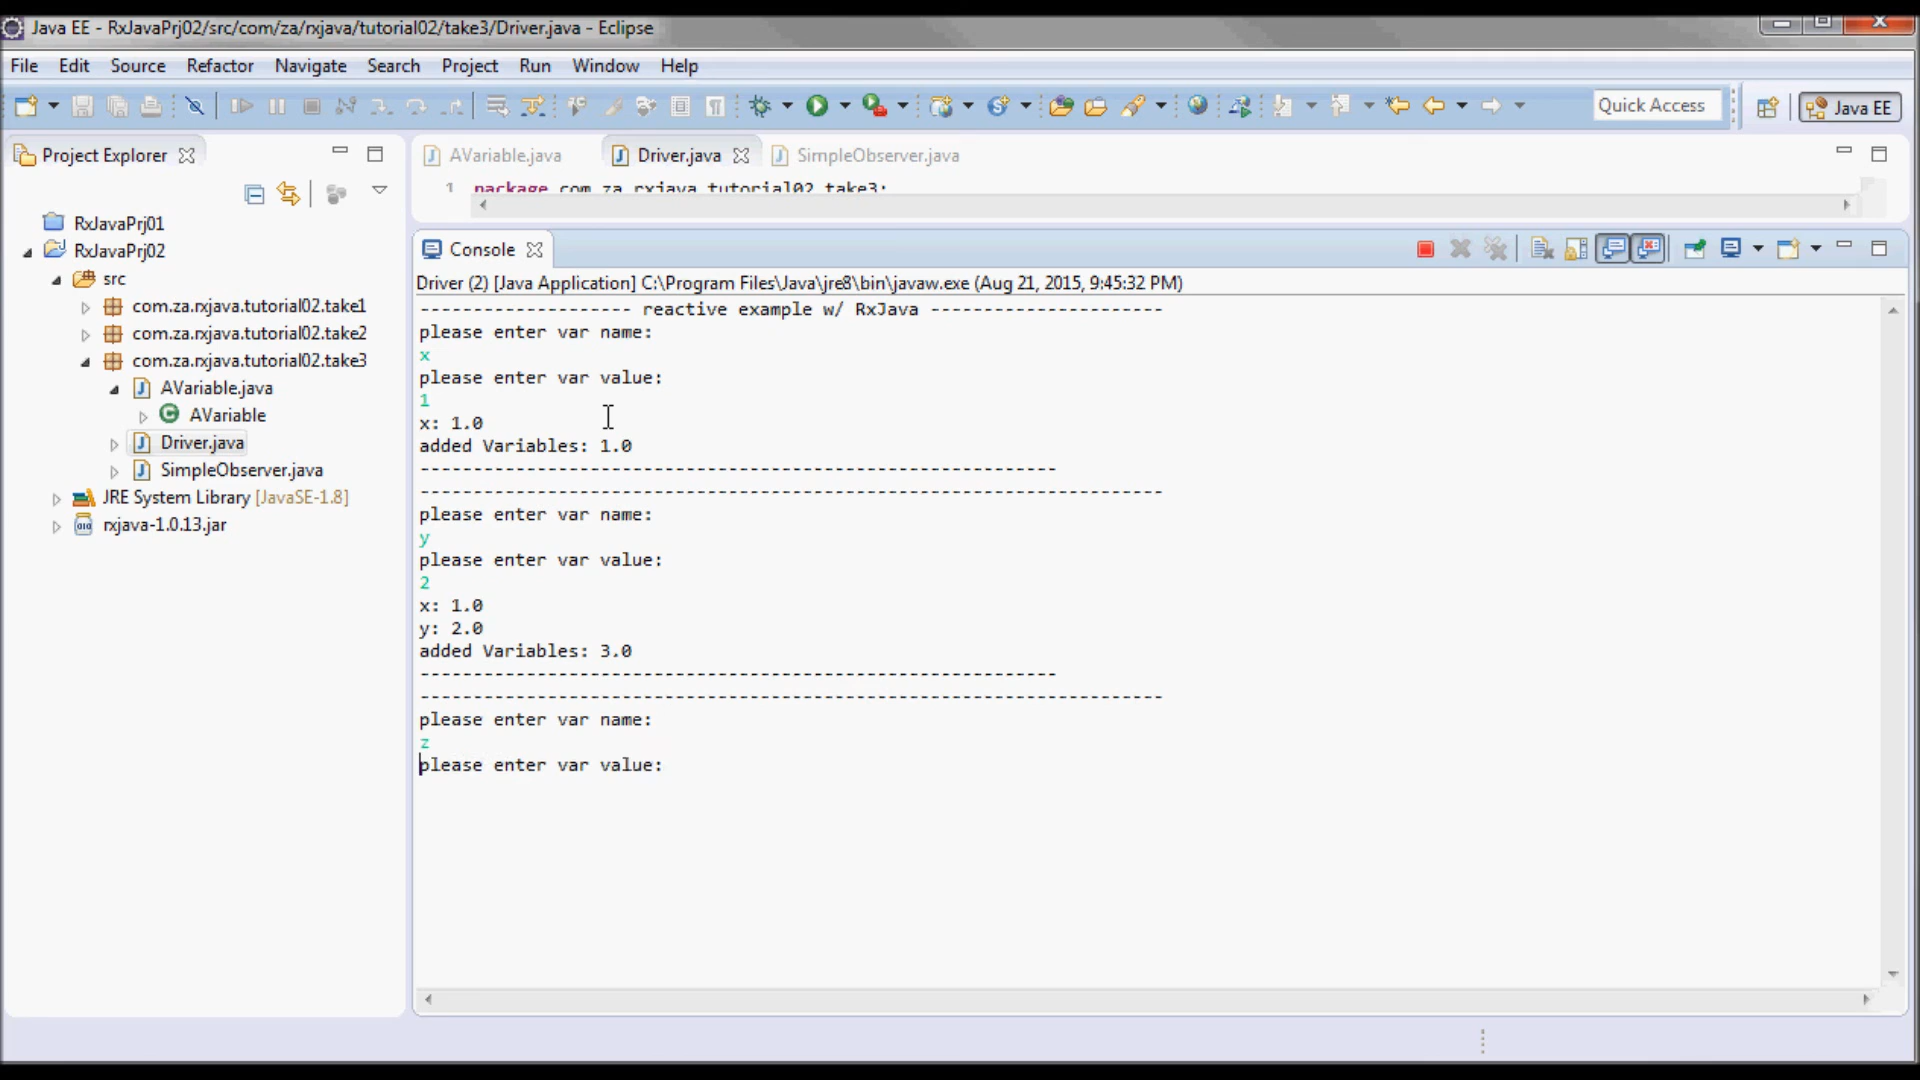 Java EE - RxJavaPrj02/src/com/za/rxjava/tutorial02/take3/Driver.java - Eclipse
File Edit Source Refactor Navigate Search Project Run Window Help
Quick Access
Java EE
Project Explorer
RxJavaPrj01
RxJavaPrj02
src
com.za.rxjava.tutorial02.take1
com.za.rxjava.tutorial02.take2
com.za.rxjava.tutorial02.take3
AVariable.java
AVariable
Driver.java
SimpleObserver.java
JRE System Library [JavaSE-1.8]
rxjava-1.0.13.jar
AVariable.java Driver.java SimpleObserver.java
1 package com.za.rxjava.tutorial02.take3;
Console
Driver (2) [Java Application] C:\Program Files\Java\jre8\bin\javaw.exe (Aug 21, 2015, 9:45:32 PM)
-------------------- reactive example w/ RxJava ----------------------
please enter var name:
x
please enter var value:
1
x: 1.0
added Variables: 1.0
------------------------------------------------------------
----------------------------------------------------------------------
please enter var name:
y
please enter var value:
2
x: 1.0
y: 2.0
added Variables: 3.0
------------------------------------------------------------
----------------------------------------------------------------------
please enter var name:
z
please enter var value: